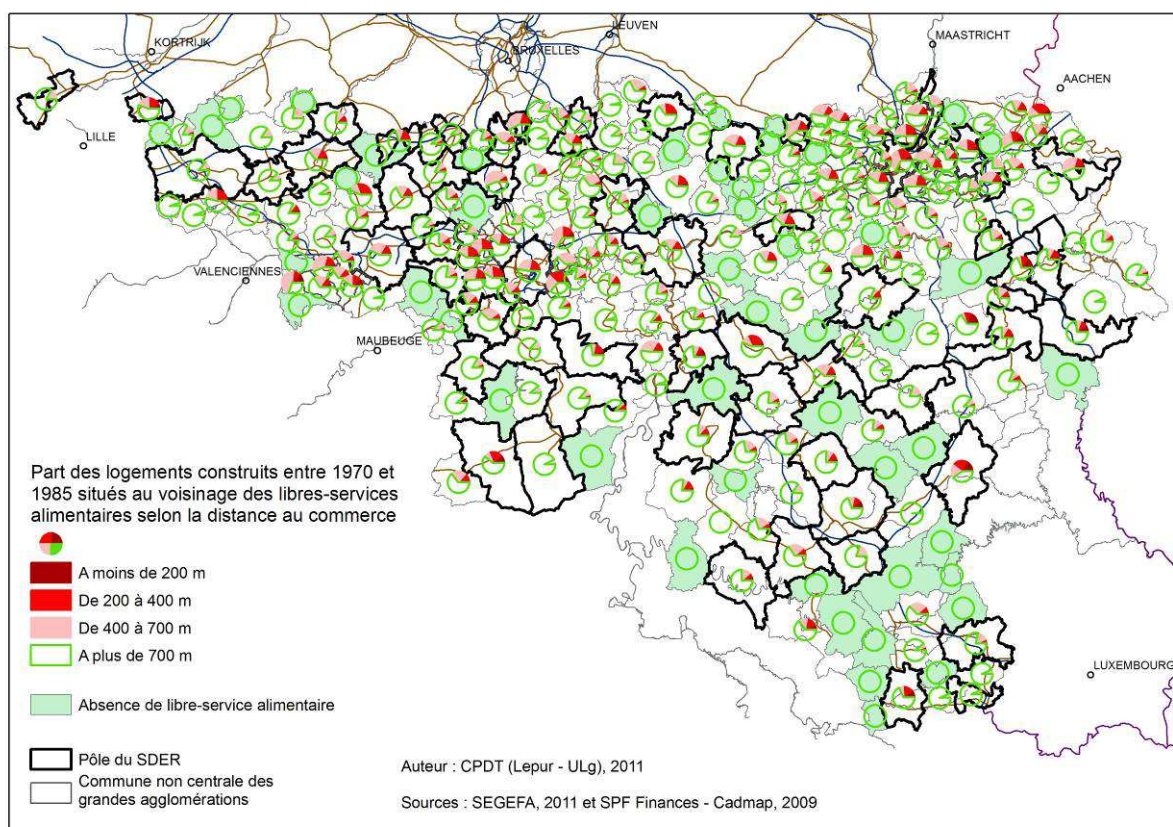 KORTRIJK
LEUVEN
BRUXELLES
MAASTRICHT
AACHEN
LILLE
VALENCIENNES
MAUBEUGE
LUXEMBOURG
Part des logements construits entre 1970 et
1985 situés au voisinage des libres-services
alimentaires selon la distance au commerce
A moins de 200 m
De 200 à 400 m
De 400 à 700 m
A plus de 700 m
Absence de libre-service alimentaire
Pôle du SDER
Commune non centrale des
grandes agglomérations
Auteur : CPDT (Lepur - ULg), 2011
Sources : SEGEFA, 2011 et SPF Finances - Cadmap, 2009